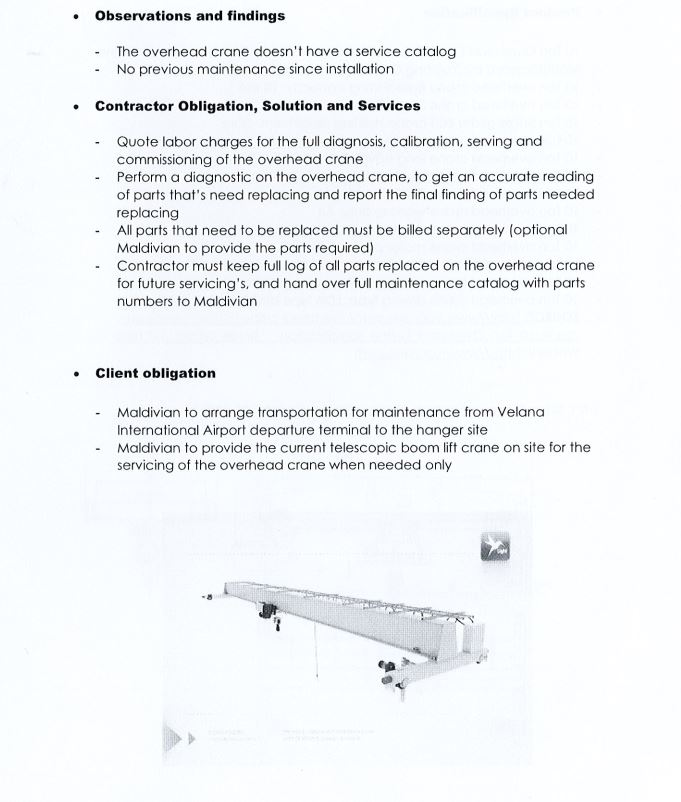 • Observations and findings
- The overhead crane doesn't have a service catalog
- No previous maintenance since installation
• Contractor Obligation, Solution and Services
- Quote labor charges for the full diagnosis, calibration, serving and
commissioning of the overhead crane
- Perform a diagnostic on the overhead crane, to get an accurate reading
of parts that's need replacing and report the final finding of parts needed
replacing
- All parts that need to be replaced must be billed separately (optional
Maldivian to provide the parts required)
- Contractor must keep full log of all parts replaced on the overhead crane
for future servicing's, and hand over full maintenance catalog with parts
numbers to Maldivian
• Client obligation
- Maldivian to arrange transportation for maintenance from Velana
International Airport departure terminal to the hanger site
- Maldivian to provide the current telescopic boom lift crane on site for the
servicing of the overhead crane when needed only
Light